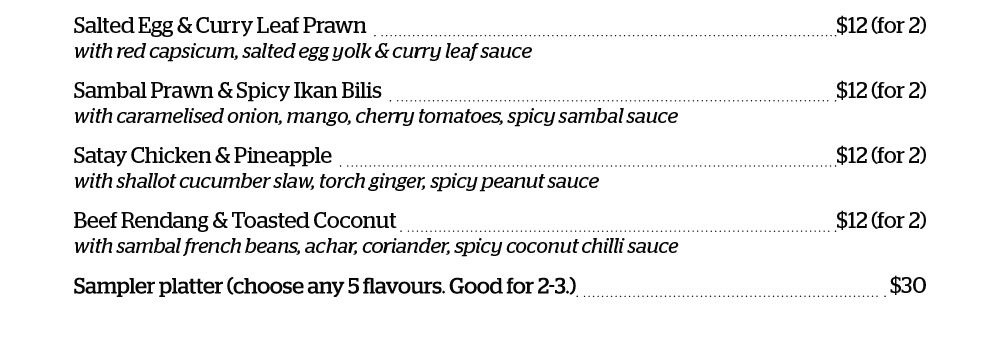 Salted Egg & Curry Leaf Prawn $12 (for 2)
with red capsicum, salted egg yolk & curry leaf sauce
Sambal Prawn & Spicy Ikan Bilis $12 (for 2)
with caramelised onion, mango, cherry tomatoes, spicy sambal sauce
Satay Chicken & Pineapple $12 (for 2)
with shallot cucumber slaw, torch ginger, spicy peanut sauce
Beef Rendang & Toasted Coconut $12 (for 2)
with sambal french beans, achar, coriander, spicy coconut chilli sauce
Sampler platter (choose any 5 flavours. Good for 2-3.) $30